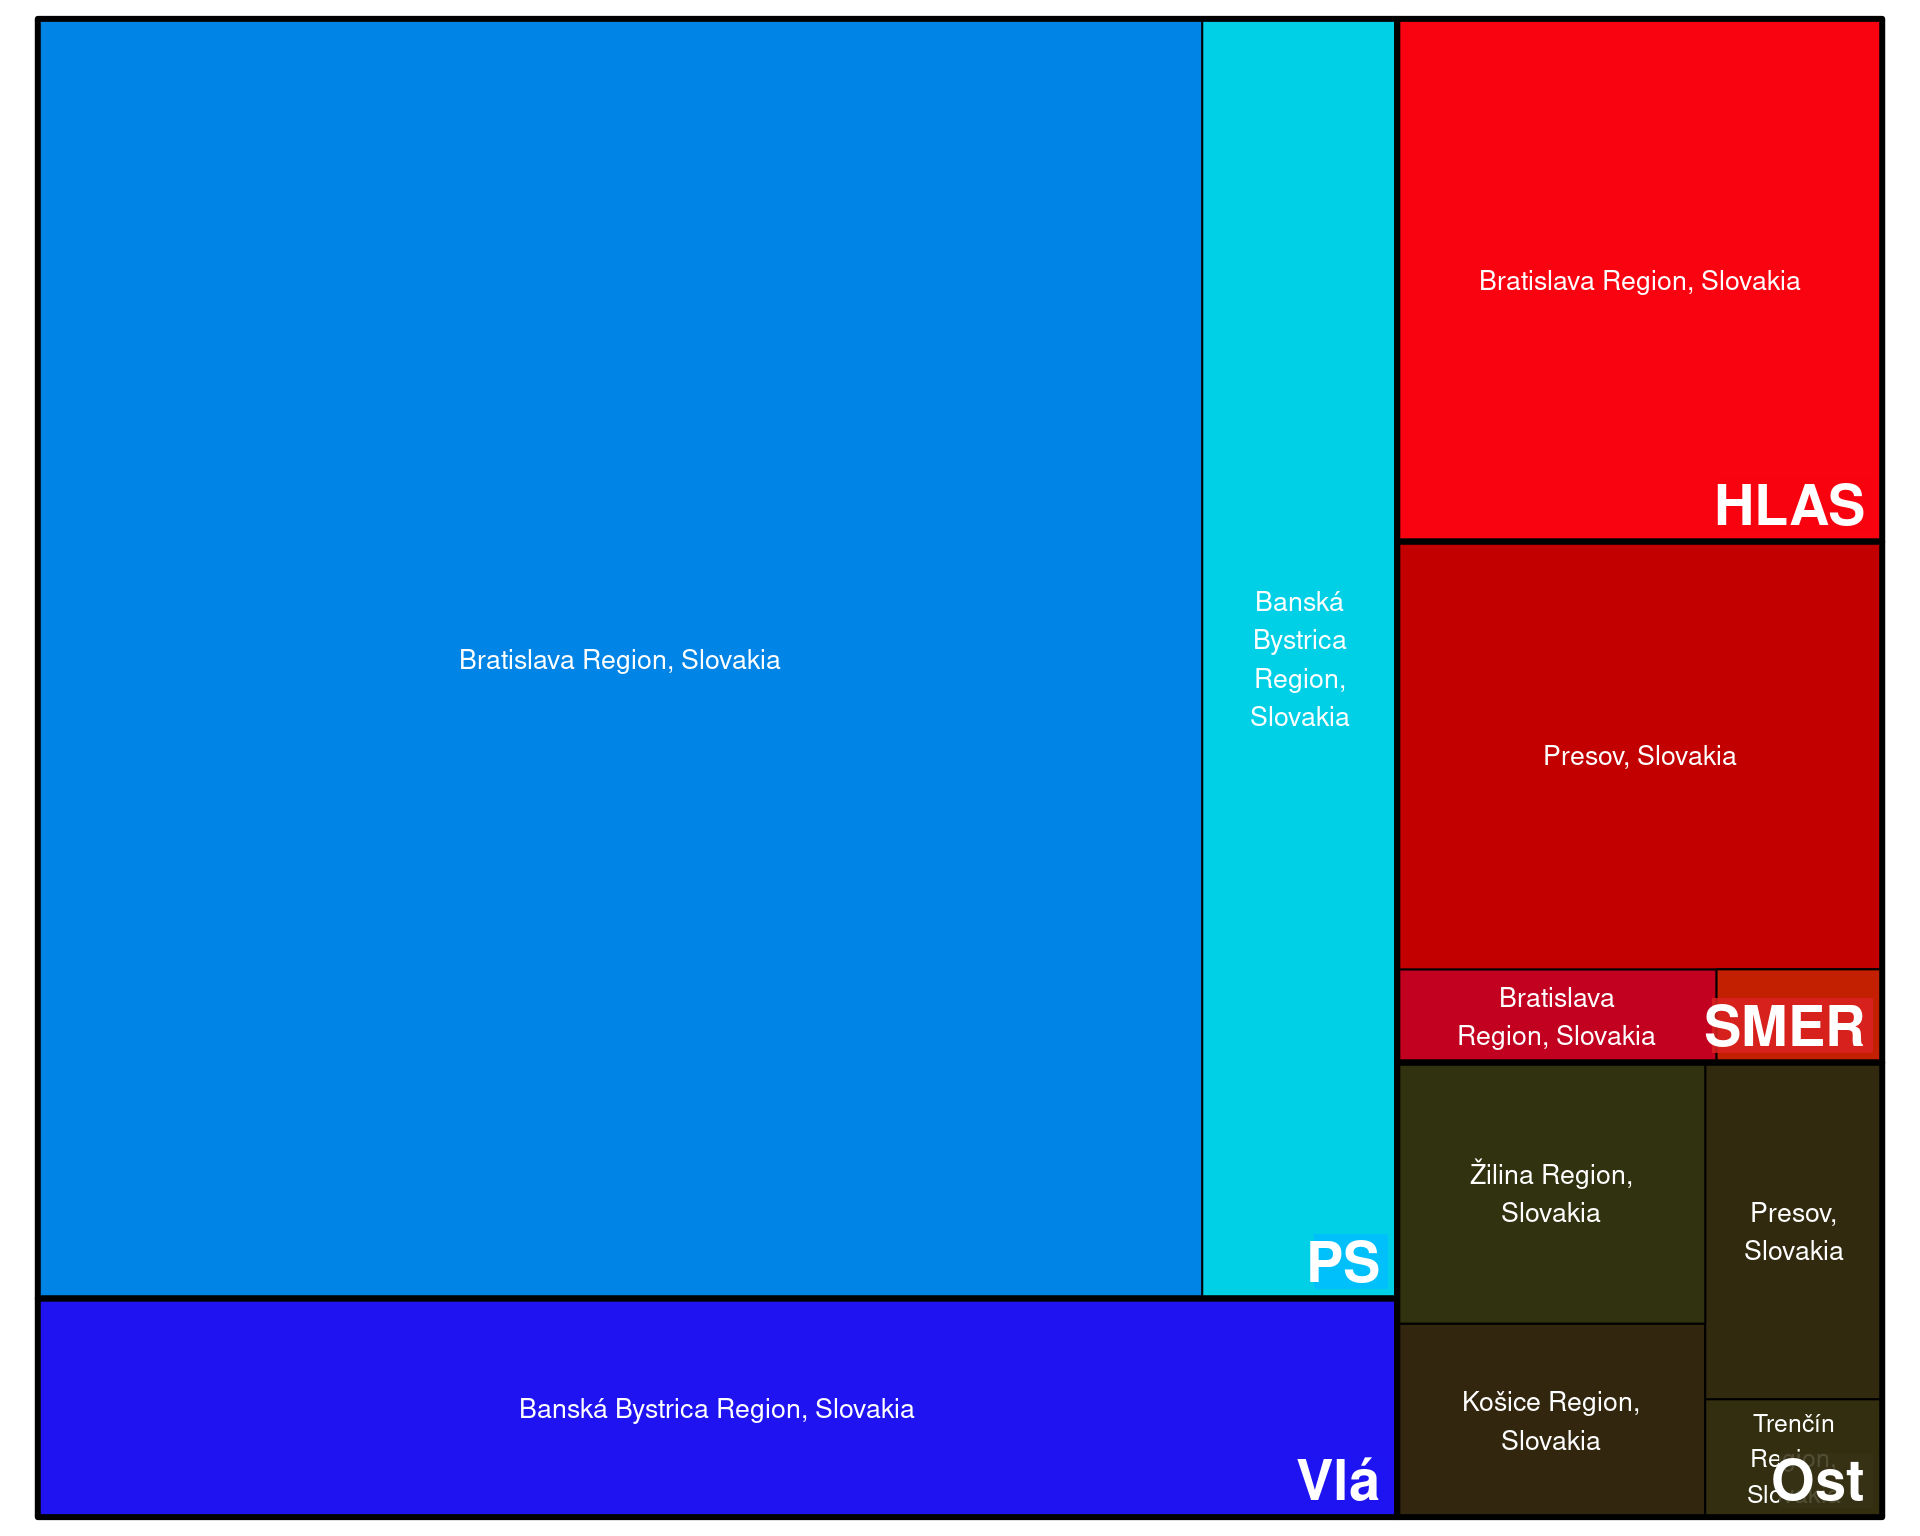 Bratislava Region, Slovakia
Banská
Bystrica
Region,
Slovakia
PS
Banská Bystrica Region, Slovakia
Vlá
Bratislava Region, Slovakia
HLAS
Presov, Slovakia
Bratislava
Region, Slovakia
SMER
Žilina Region,
Slovakia
Presov,
Slovakia
Košice Region,
Slovakia
Trenčín
Region,
Ost